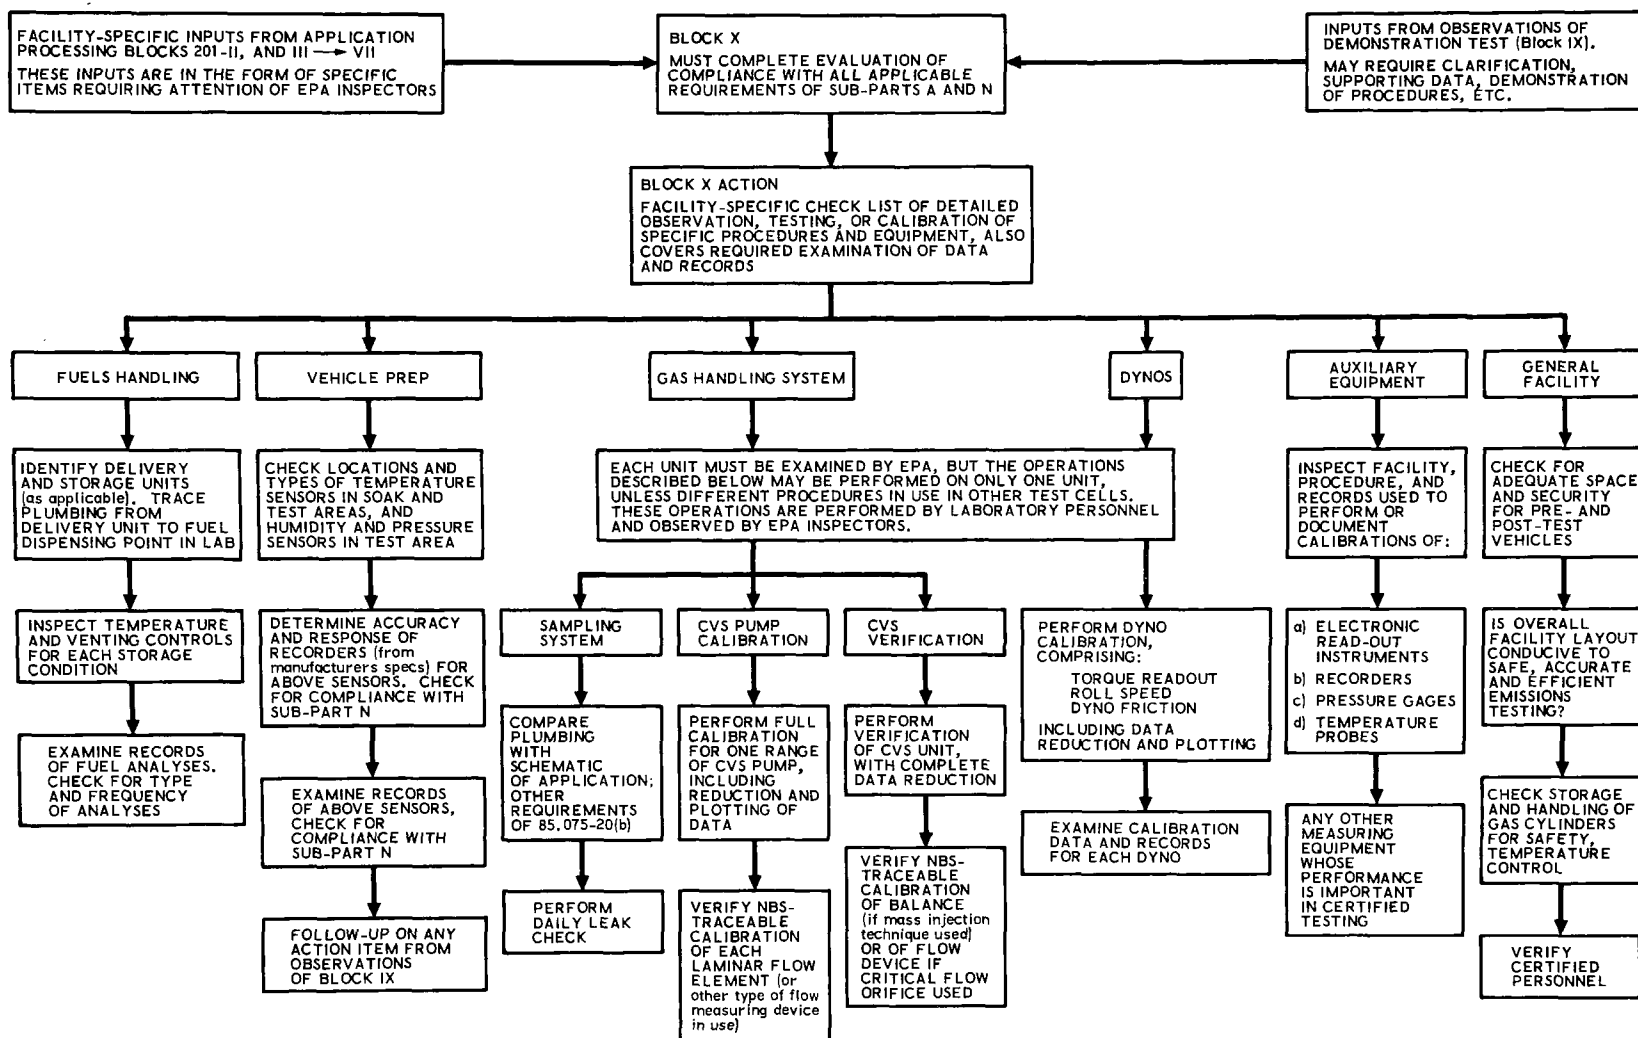 FACILITY-SPECIFIC INPUTS FROM APPLICATION
PROCESSING BLOCKS 201-II, AND III → VII
THESE INPUTS ARE IN THE FORM OF SPECIFIC
ITEMS REQUIRING ATTENTION OF EPA INSPECTORS
BLOCK X
MUST COMPLETE EVALUATION OF
COMPLIANCE WITH ALL APPLICABLE
REQUIREMENTS OF SUB-PARTS A AND N
INPUTS FROM OBSERVATIONS OF
DEMONSTRATION TEST (Block IX).
MAY REQUIRE CLARIFICATION,
SUPPORTING DATA, DEMONSTRATION
OF PROCEDURES, ETC.
BLOCK X ACTION
FACILITY-SPECIFIC CHECK LIST OF DETAILED
OBSERVATION, TESTING, OR CALIBRATION OF
SPECIFIC PROCEDURES AND EQUIPMENT, ALSO
COVERS REQUIRED EXAMINATION OF DATA
AND RECORDS
FUELS HANDLING
VEHICLE PREP
GAS HANDLING SYSTEM
DYNOS
AUXILIARY
EQUIPMENT
GENERAL
FACILITY
IDENTIFY DELIVERY
AND STORAGE UNITS
(as applicable). TRACE
PLUMBING FROM
DELIVERY UNIT TO FUEL
DISPENSING POINT IN LAB
CHECK LOCATIONS AND
TYPES OF TEMPERATURE
SENSORS IN SOAK AND
TEST AREAS, AND
HUMIDITY AND PRESSURE
SENSORS IN TEST AREA
EACH UNIT MUST BE EXAMINED BY EPA, BUT THE OPERATIONS
DESCRIBED BELOW MAY BE PERFORMED ON ONLY ONE UNIT,
UNLESS DIFFERENT PROCEDURES IN USE IN OTHER TEST CELLS.
THESE OPERATIONS ARE PERFORMED BY LABORATORY PERSONNEL
AND OBSERVED BY EPA INSPECTORS.
INSPECT FACILITY,
PROCEDURE, AND
RECORDS USED TO
PERFORM OR
DOCUMENT
CALIBRATIONS OF:
CHECK FOR
ADEQUATE SPACE
AND SECURITY
FOR PRE- AND
POST-TEST
VEHICLES
INSPECT TEMPERATURE
AND VENTING CONTROLS
FOR EACH STORAGE
CONDITION
DETERMINE ACCURACY
AND RESPONSE OF
RECORDERS (from
manufacturers specs) FOR
ABOVE SENSORS. CHECK
FOR COMPLIANCE WITH
SUB-PART N
SAMPLING
SYSTEM
CVS PUMP
CALIBRATION
CVS
VERIFICATION
PERFORM DYNO
CALIBRATION,
COMPRISING:
TORQUE READOUT
ROLL SPEED
DYNO FRICTION
INCLUDING DATA
REDUCTION AND PLOTTING
a) ELECTRONIC
READ-OUT
INSTRUMENTS
b) RECORDERS
c) PRESSURE GAGES
d) TEMPERATURE
PROBES
IS OVERALL
FACILITY LAYOUT
CONDUCIVE TO
SAFE, ACCURATE
AND EFFICIENT
EMISSIONS
TESTING?
EXAMINE RECORDS
OF FUEL ANALYSES.
CHECK FOR TYPE
AND FREQUENCY
OF ANALYSES
EXAMINE RECORDS
OF ABOVE SENSORS,
CHECK FOR
COMPLIANCE WITH
SUB-PART N
COMPARE
PLUMBING
WITH
SCHEMATIC
OF APPLICATION;
OTHER
REQUIREMENTS
OF 85.075-20(b)
PERFORM FULL
CALIBRATION
FOR ONE RANGE
OF CVS PUMP,
INCLUDING
REDUCTION AND
PLOTTING OF
DATA
PERFORM
VERIFICATION
OF CVS UNIT,
WITH COMPLETE
DATA REDUCTION
EXAMINE CALIBRATION
DATA AND RECORDS
FOR EACH DYNO
ANY OTHER
MEASURING
EQUIPMENT
WHOSE
PERFORMANCE
IS IMPORTANT
IN CERTIFIED
TESTING
CHECK STORAGE
AND HANDLING OF
GAS CYLINDERS
FOR SAFETY,
TEMPERATURE
CONTROL
FOLLOW-UP ON ANY
ACTION ITEM FROM
OBSERVATIONS
OF BLOCK IX
PERFORM
DAILY LEAK
CHECK
VERIFY NBS-
TRACEABLE
CALIBRATION
OF EACH
LAMINAR FLOW
ELEMENT (or
other type of flow
measuring device
in use)
VERIFY NBS-
TRACEABLE
CALIBRATION
OF BALANCE
(if mass injection
technique used)
OR OF FLOW
DEVICE IF
CRITICAL FLOW
ORIFICE USED
VERIFY
CERTIFIED
PERSONNEL